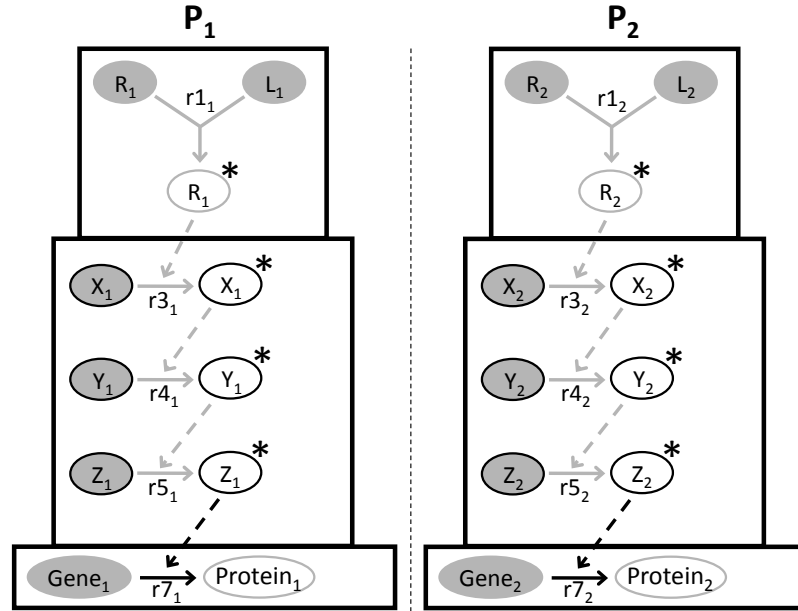 P₁ P₂
R₁ r1₁ L₁ R₂ r1₂ L₂
R₁* R₂*
X₁ r3₁ X₁* X₂ r3₂ X₂*
Y₁ r4₁ Y₁* Y₂ r4₂ Y₂*
Z₁ r5₁ Z₁* Z₂ r5₂ Z₂*
Gene₁ r7₁ Protein₁ Gene₂ r7₂ Protein₂